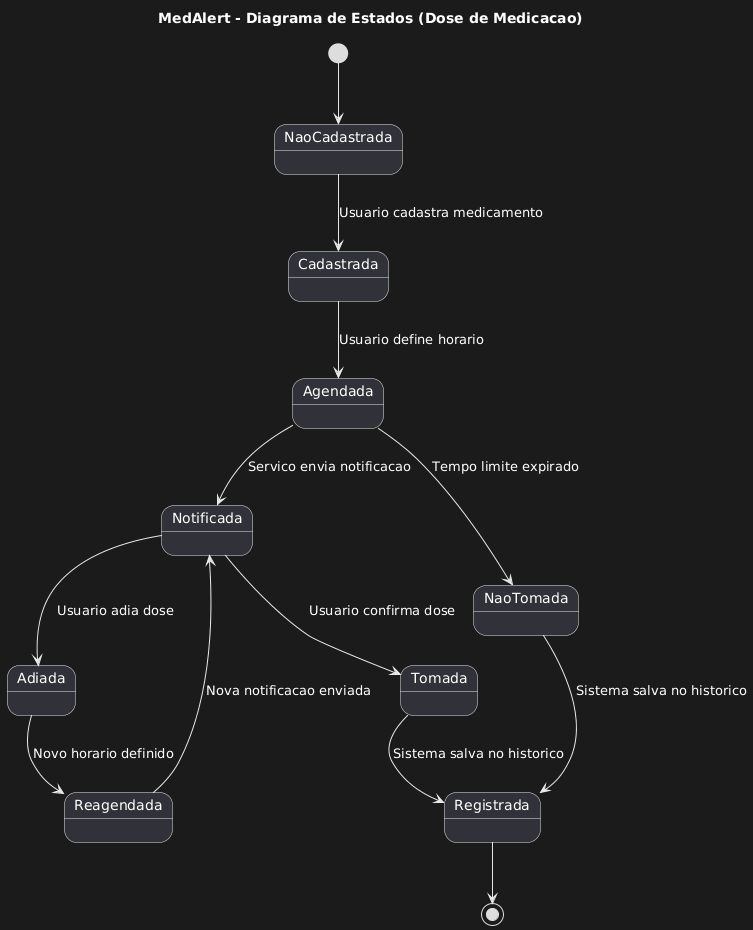 MedAlert - Diagrama de Estados (Dose de Medicacao)
NaoCadastrada
Usuario cadastra medicamento
Cadastrada
Usuario define horario
Agendada
Servico envia notificacao
Tempo limite expirado
Notificada
NaoTomada
Usuario adia dose
Usuario confirma dose
Adiada
Tomada
Nova notificacao enviada
Sistema salva no historico
Novo horario definido
Sistema salva no historico
Reagendada
Registrada